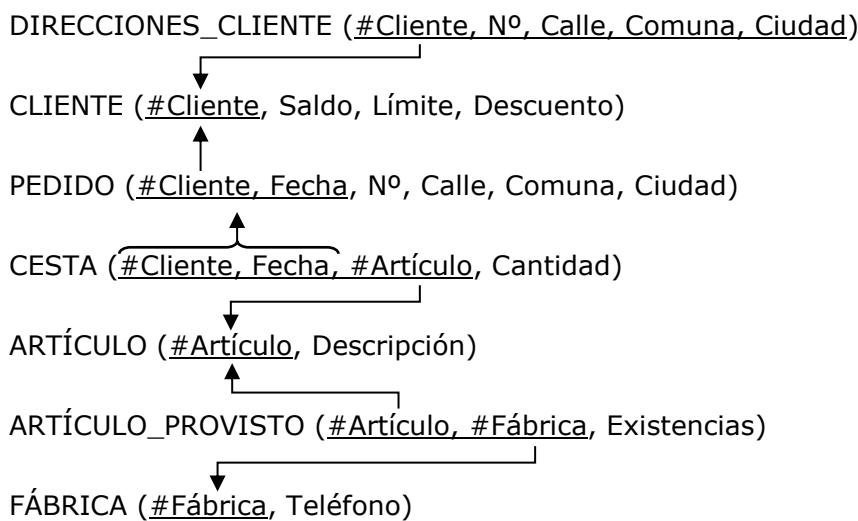 DIRECCIONES_CLIENTE (#Cliente, Nº, Calle, Comuna, Ciudad)
CLIENTE (#Cliente, Saldo, Límite, Descuento)
PEDIDO (#Cliente, Fecha, Nº, Calle, Comuna, Ciudad)
CESTA (#Cliente, Fecha, #Artículo, Cantidad)
ARTÍCULO (#Artículo, Descripción)
ARTÍCULO_PROVISTO (#Artículo, #Fábrica, Existencias)
FÁBRICA (#Fábrica, Teléfono)